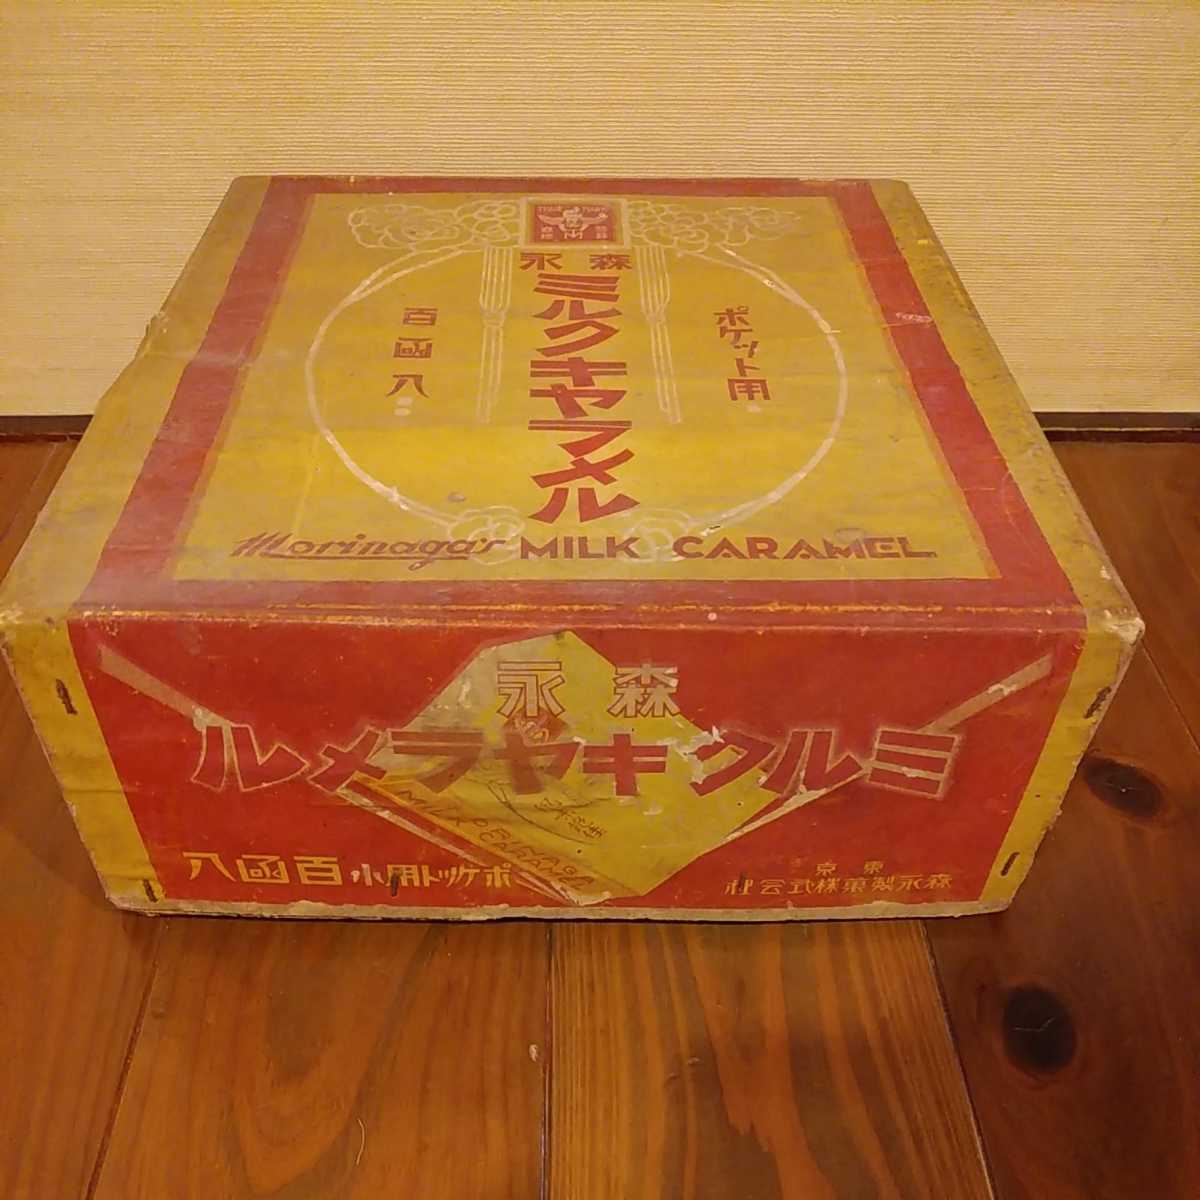 森永
ミルクキヤラメル
ポケット用
百函入
Morinaga's MILK CARAMEL
森永
ミルクキヤラメル
ポケット用小百函入
東京
森永製菓株式会社